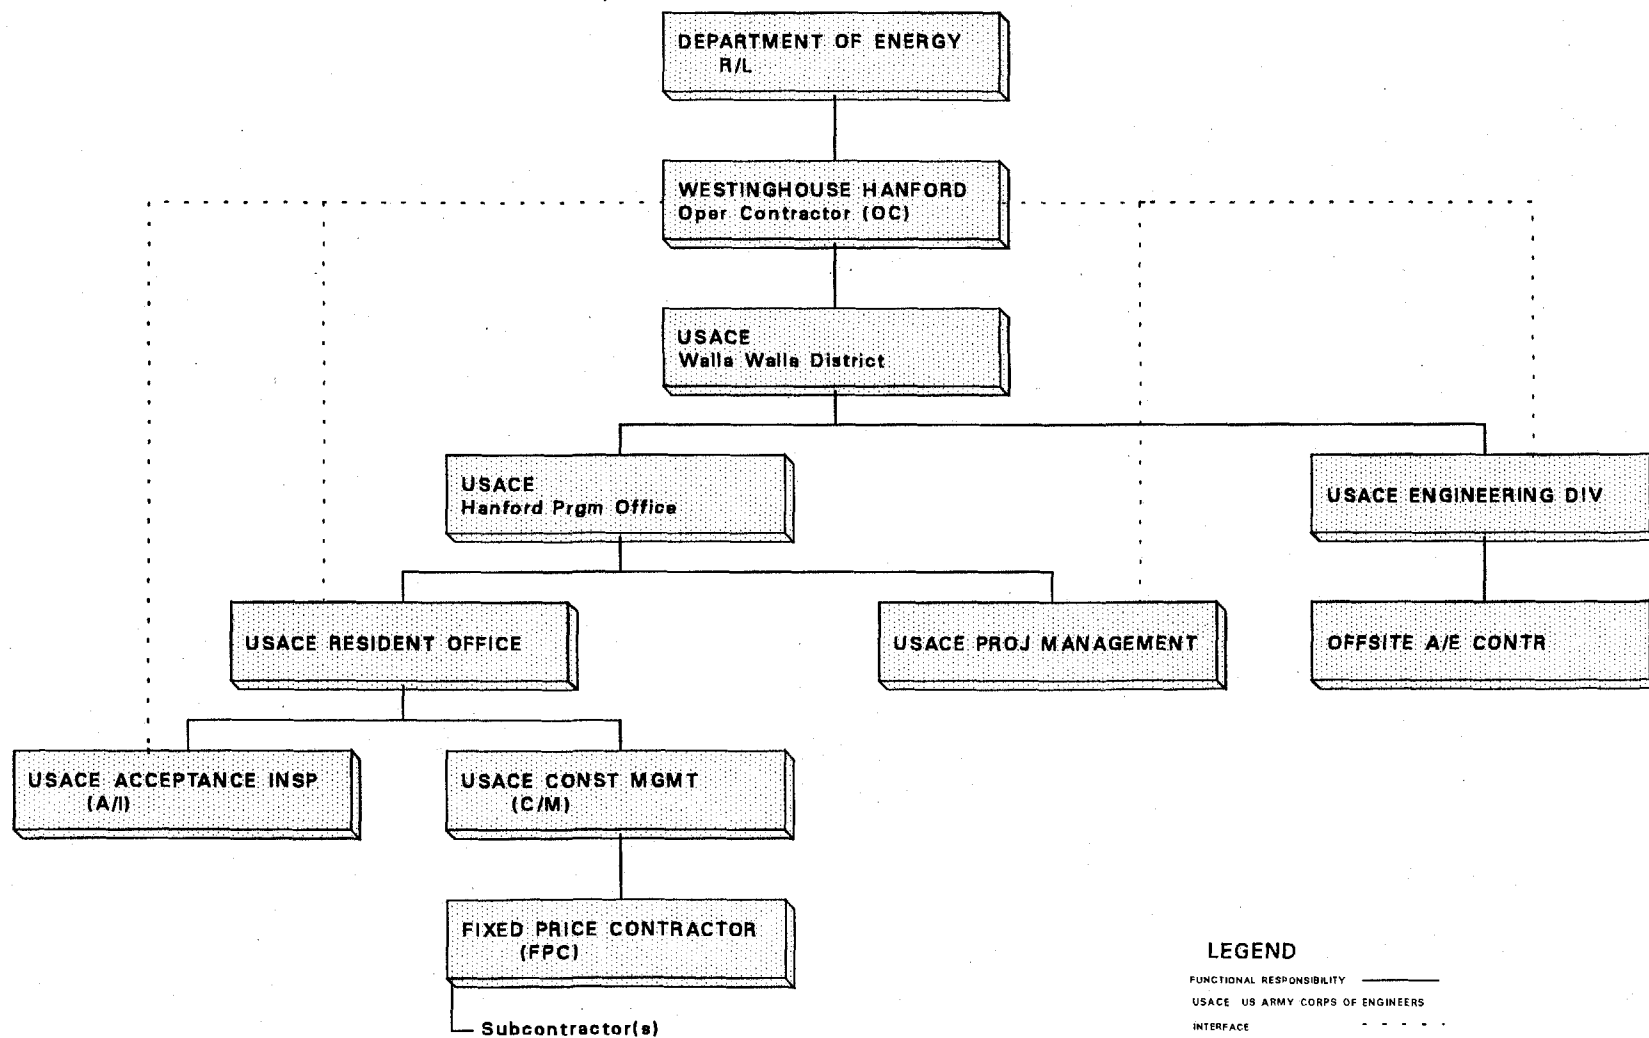 DEPARTMENT OF ENERGY
R/L
WESTINGHOUSE HANFORD
Oper Contractor (OC)
USACE
Walla Walla District
USACE
Hanford Prgm Office
USACE ENGINEERING DIV
USACE RESIDENT OFFICE
USACE PROJ MANAGEMENT
OFFSITE A/E CONTR
USACE ACCEPTANCE INSP
(A/I)
USACE CONST MGMT
(C/M)
FIXED PRICE CONTRACTOR
(FPC)
Subcontractor(s)
LEGEND
FUNCTIONAL RESPONSIBILITY
USACE US ARMY CORPS OF ENGINEERS
INTERFACE